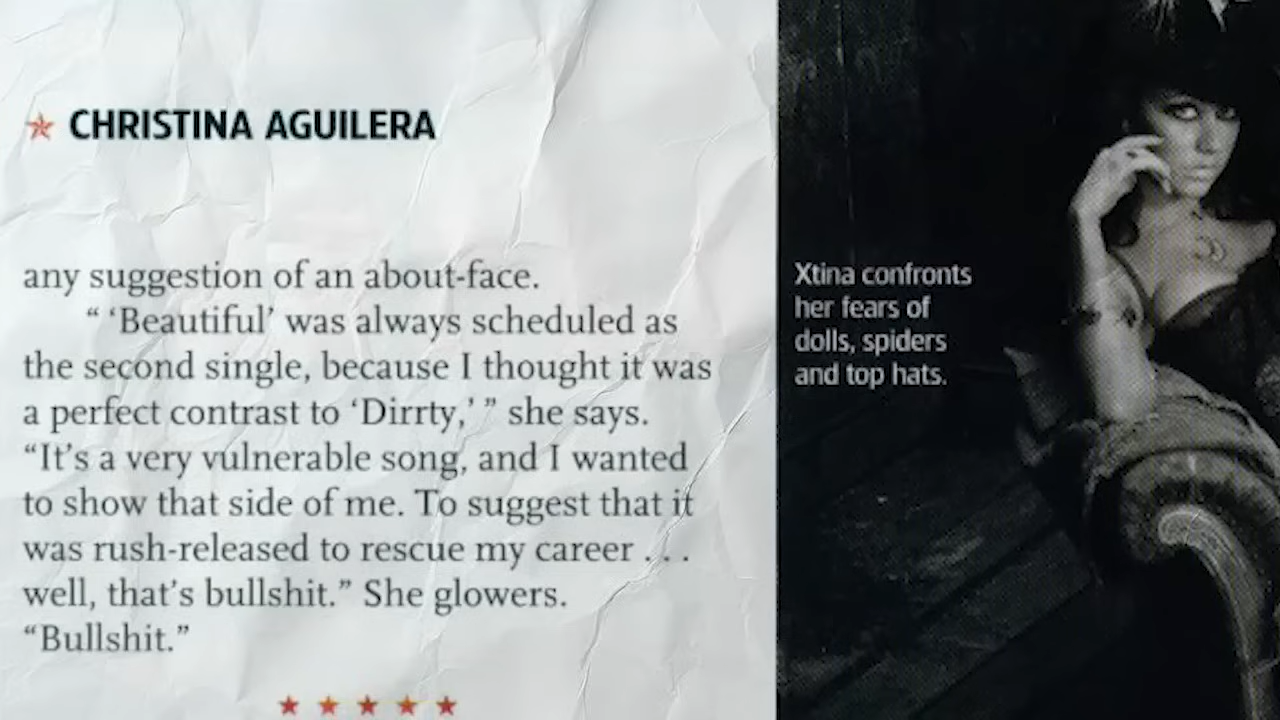 CHRISTINA AGUILERA
any suggestion of an about-face.
“ ‘Beautiful’ was always scheduled as
the second single, because I thought it was
a perfect contrast to ‘Dirrty,’ ” she says.
“It’s a very vulnerable song, and I wanted
to show that side of me. To suggest that it
was rush-released to rescue my career . . .
well, that’s bullshit.” She glowers.
“Bullshit.”
Xtina confronts
her fears of
dolls, spiders
and top hats.